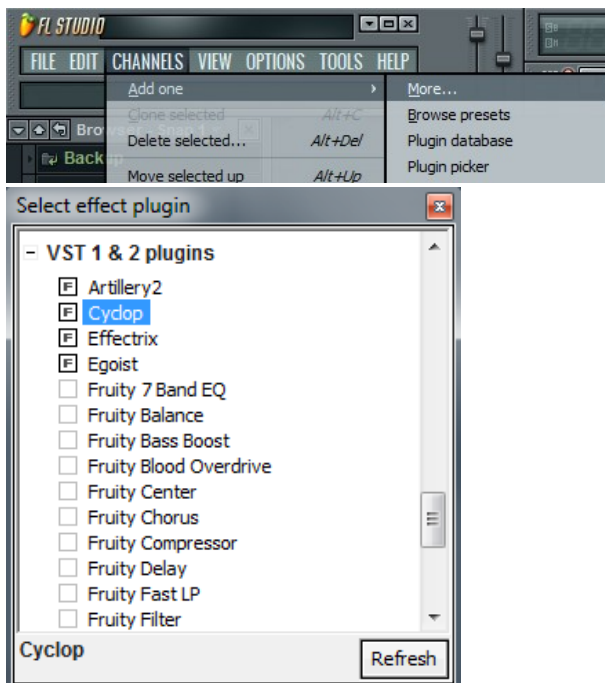 FL STUDIO
FILE EDIT CHANNELS VIEW OPTIONS TOOLS HELP
Add one
More...
Clone selected Alt+C
Browse presets
Delete selected... Alt+Del
Plugin database
Backup
Move selected up Alt+Up
Plugin picker
Select effect plugin
VST 1 & 2 plugins
F Artillery2
F Cyclop
F Effectrix
F Egoist
Fruity 7 Band EQ
Fruity Balance
Fruity Bass Boost
Fruity Blood Overdrive
Fruity Center
Fruity Chorus
Fruity Compressor
Fruity Delay
Fruity Fast LP
Fruity Filter
Cyclop
Refresh